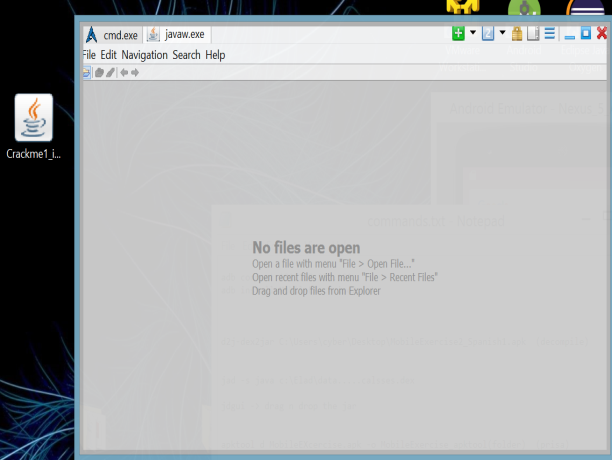 cmd.exe javaw.exe
File Edit Navigation Search Help
Crackme1_i...
No files are open
Open a file with menu "File > Open File..."
Open recent files with menu "File > Recent Files"
Drag and drop files from Explorer